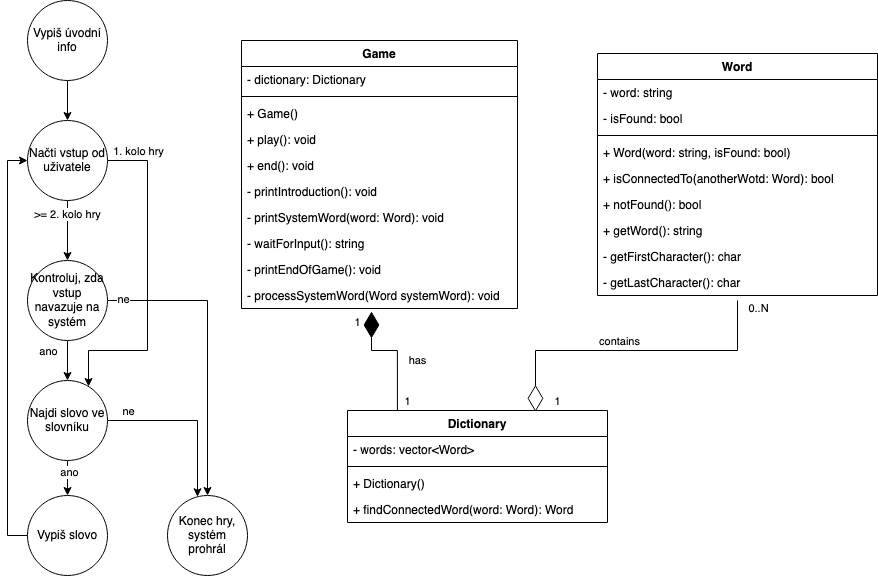 Vypiš úvodní
info
Načti vstup od
uživatele
1. kolo hry
>= 2. kolo hry
Kontroluj, zda
vstup
navazuje na
systém
ne
ano
Najdi slovo ve
slovníku
ne
ano
Vypiš slovo
Konec hry,
systém
prohrál
Game
- dictionary: Dictionary
+ Game()
+ play(): void
+ end(): void
- printIntroduction(): void
- printSystemWord(word: Word): void
- waitForInput(): string
- printEndOfGame(): void
- processSystemWord(Word systemWord): void
1
has
1
Word
- word: string
- isFound: bool
+ Word(word: string, isFound: bool)
+ isConnectedTo(anotherWotd: Word): bool
+ notFound(): bool
+ getWord(): string
- getFirstCharacter(): char
- getLastCharacter(): char
0..N
contains
1
Dictionary
- words: vector<Word>
+ Dictionary()
+ findConnectedWord(word: Word): Word